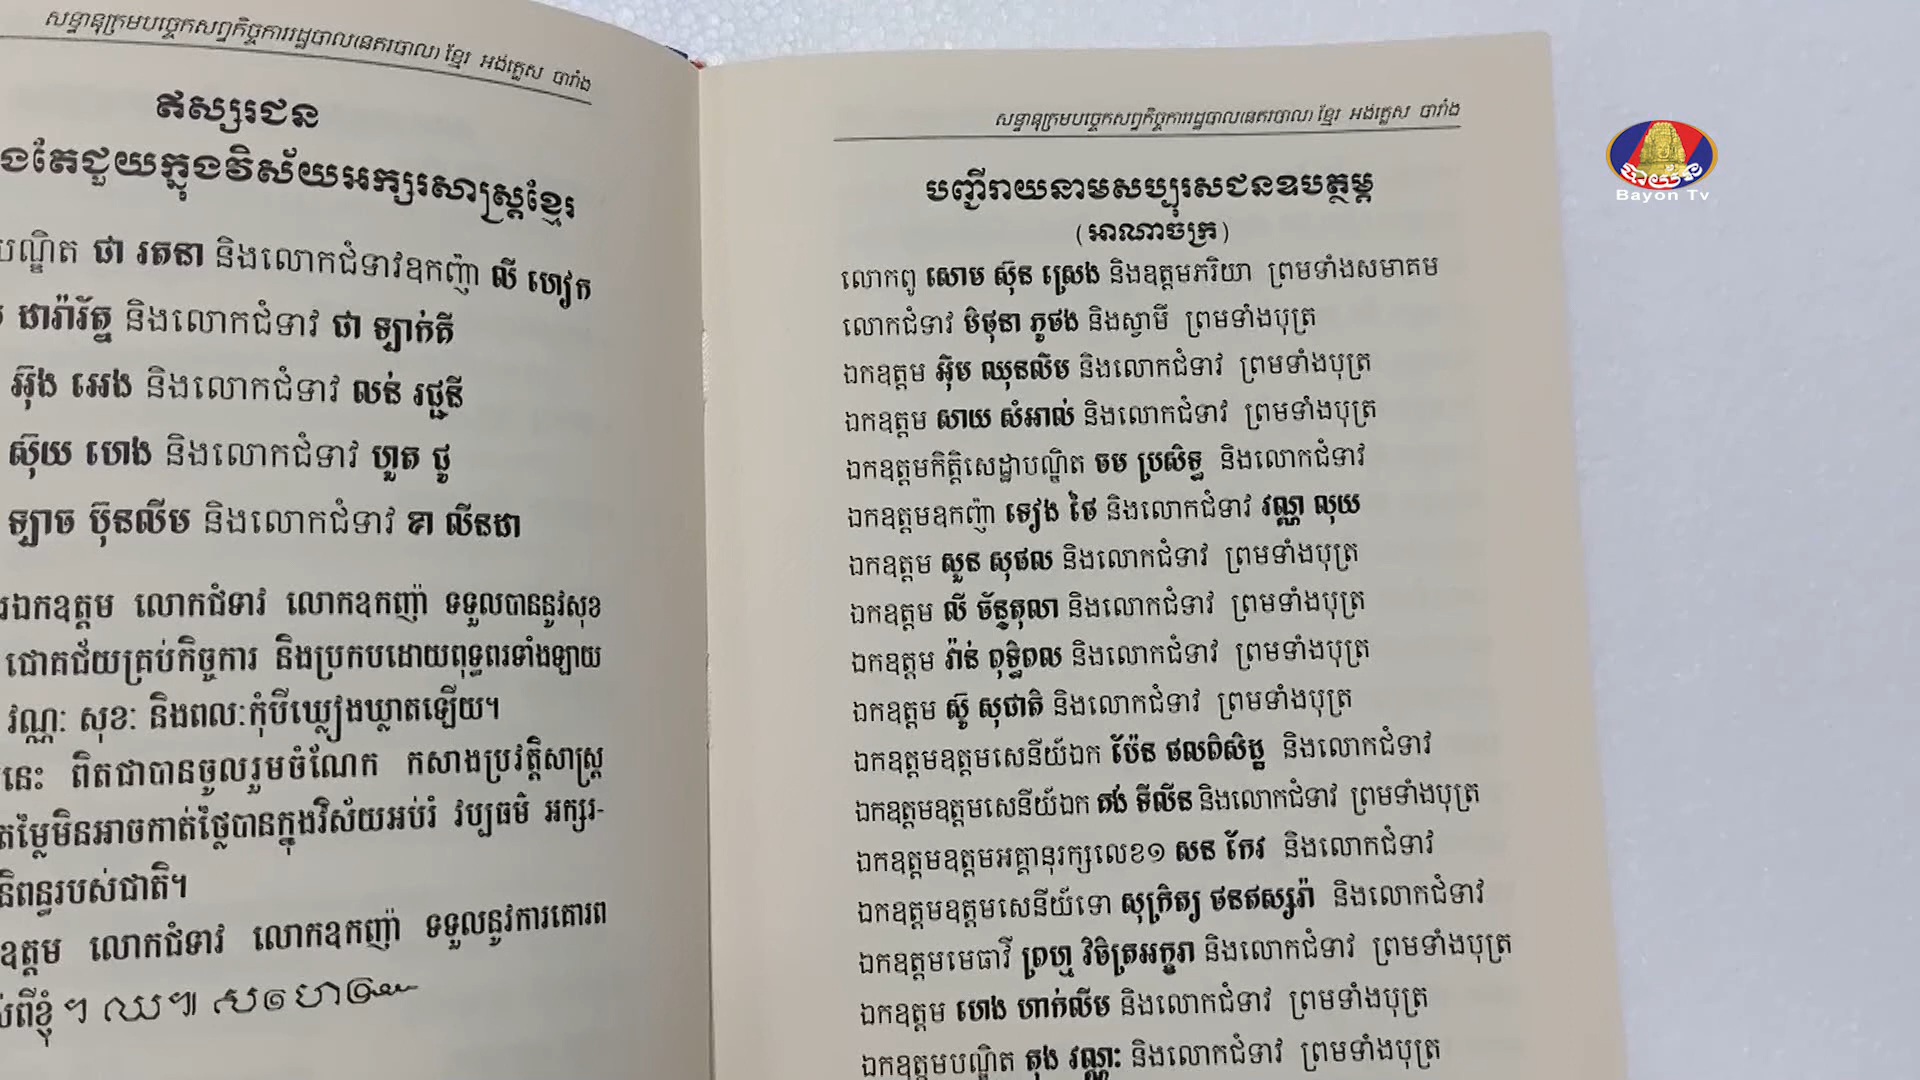 សទ្ទានុក្រមបច្ចេកសព្ទកិច្ចការរដ្ឋបាល(នគរបាល) ខ្មែរ អង់គ្លេស បារាំង
ឥស្សរជន
តែជួយក្នុងវិស័យអក្សរសាស្ត្រខ្មែរ
បណ្ឌិត ផា រតនា និងលោកជំទាវឧកញ៉ា លី ហៀក
ដារ៉ារ័ត្ន និងលោកជំទាវ ផា ឡាក់គី
អ៊ុង អេង និងលោកជំទាវ លន់ រជ្ជនី
ស៊ុយ ហេង និងលោកជំទាវ ហួត ជូ
ឡាច ប៊ុនលីម និងលោកជំទាវ ខា លីនដា
ឯកឧត្តម លោកជំទាវ លោកឧកញ៉ា ទទួលបាននូវសុខ
ជោគជ័យគ្រប់កិច្ចការ និងប្រកបដោយពុទ្ធពរទាំងឡាយ
វណ្ណៈ សុខៈ និងពលៈកុំបីឃ្លៀងឃ្លាតឡើយ។
នេះ ពិតជាបានចូលរួមចំណែក កសាងប្រវត្តិសាស្ត្រ
តម្លៃមិនអាចកាត់ថ្លៃបានក្នុងវិស័យអប់រំ វប្បធម៌ អក្សរ-
និពន្ធរបស់ជាតិ។
ឧត្តម លោកជំទាវ លោកឧកញ៉ា ទទួលនូវការគោរព
ពីខ្ញុំ ។
សទ្ទានុក្រមបច្ចេកសព្ទកិច្ចការរដ្ឋបាល(នគរបាល) ខ្មែរ អង់គ្លេស បារាំង
បញ្ជីរាយនាមសប្បុរសជនឧបត្ថម្ភ
(អាណាចក្រ)
លោកពូ សោម ស៊ុន ស្រេង និងឧត្តមភរិយា ព្រមទាំងសមាគម
លោកជំទាវ មិថុនា ភូថង និងស្វាមី ព្រមទាំងបុត្រ
ឯកឧត្តម អ៊ិម ឈុនលិម និងលោកជំទាវ ព្រមទាំងបុត្រ
ឯកឧត្តម សាយ សំអាល់ និងលោកជំទាវ ព្រមទាំងបុត្រ
ឯកឧត្តមកិត្តិសេដ្ឋាបណ្ឌិត ចម ប្រសិទ្ធ និងលោកជំទាវ
ឯកឧត្តមឧកញ៉ា ទៀង ថៃ និងលោកជំទាវ វណ្ណ លុយ
ឯកឧត្តម សួន សុផល និងលោកជំទាវ ព្រមទាំងបុត្រ
ឯកឧត្តម លី ច័ន្ទតុលា និងលោកជំទាវ ព្រមទាំងបុត្រ
ឯកឧត្តម វ៉ាន់ ពុទ្ធិពល និងលោកជំទាវ ព្រមទាំងបុត្រ
ឯកឧត្តម ស៊ូ សុជាតិ និងលោកជំទាវ ព្រមទាំងបុត្រ
ឯកឧត្តមឧត្តមសេនីយ៍ឯក ប៉ែន ផលពិសិដ្ឋ និងលោកជំទាវ
ឯកឧត្តមឧត្តមសេនីយ៍ឯក គង់ ទីលីន និងលោកជំទាវ ព្រមទាំងបុត្រ
ឯកឧត្តមឧត្តមអគ្គានុរក្សលេខ១ សន កែវ និងលោកជំទាវ
ឯកឧត្តមឧត្តមសេនីយ៍ទោ សុក្រិត្យ ផនឥស្សរ៉ា និងលោកជំទាវ
ឯកឧត្តមមេធាវី ព្រហ្ម វិចិត្រអក្ខរា និងលោកជំទាវ ព្រមទាំងបុត្រ
ឯកឧត្តម ហេង ហាក់លីម និងលោកជំទាវ ព្រមទាំងបុត្រ
ឯកឧត្តមបណ្ឌិត តុង វណ្ណៈ និងលោកជំទាវ ព្រមទាំងបុត្រ
បាយ័ន
Bayon Tv